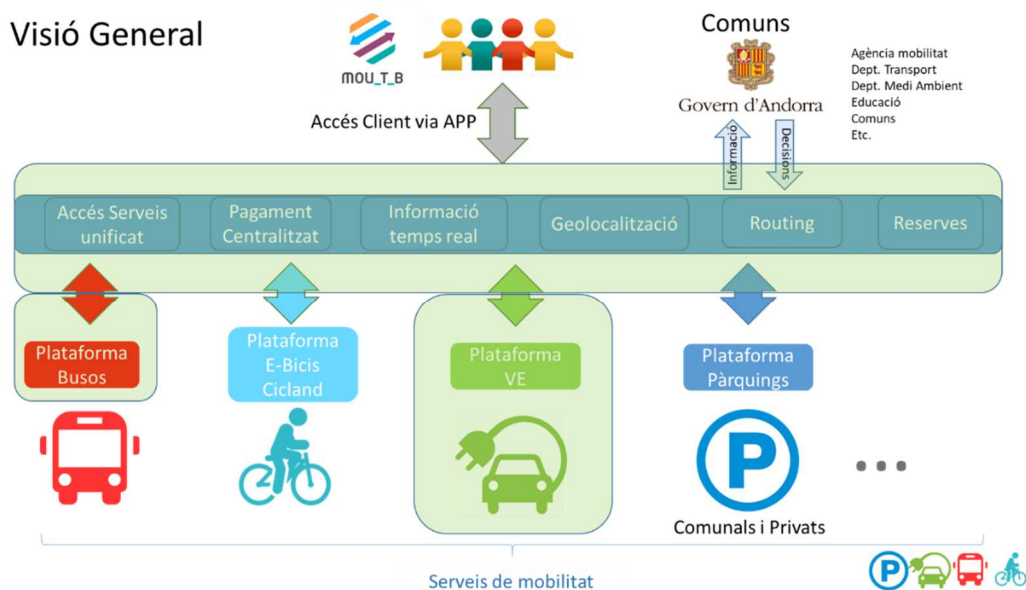 Visió General
MOU_T_B
Comuns
Govern d'Andorra
Agència mobilitat
Dept. Transport
Dept. Medi Ambient
Educació
Comuns
Etc.
Accés Client via APP
Informació
Decisions
Accés Serveis
unificat
Pagament
Centralitzat
Informació
temps real
Geolocalització
Routing
Reserves
Plataforma
Busos
Plataforma
E-Bicis
Cicland
Plataforma
VE
Plataforma
Pàrquings
P
Comunals i Privats
...
Serveis de mobilitat
P